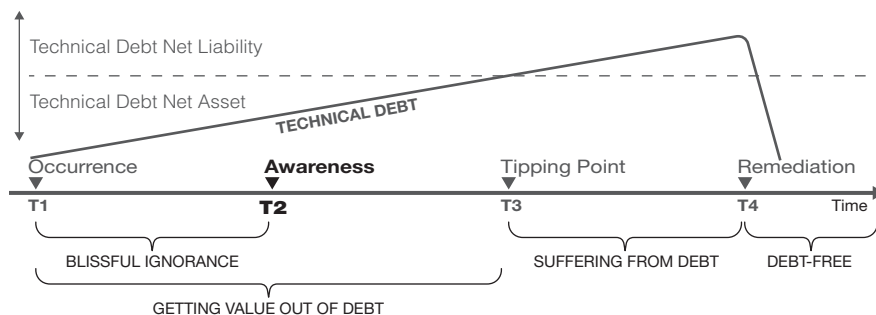 Technical Debt Net Liability
Technical Debt Net Asset
TECHNICAL DEBT
Occurrence
Awareness
Tipping Point
Remediation
T1
T2
T3
T4
Time
BLISSFUL IGNORANCE
SUFFERING FROM DEBT
DEBT-FREE
GETTING VALUE OUT OF DEBT